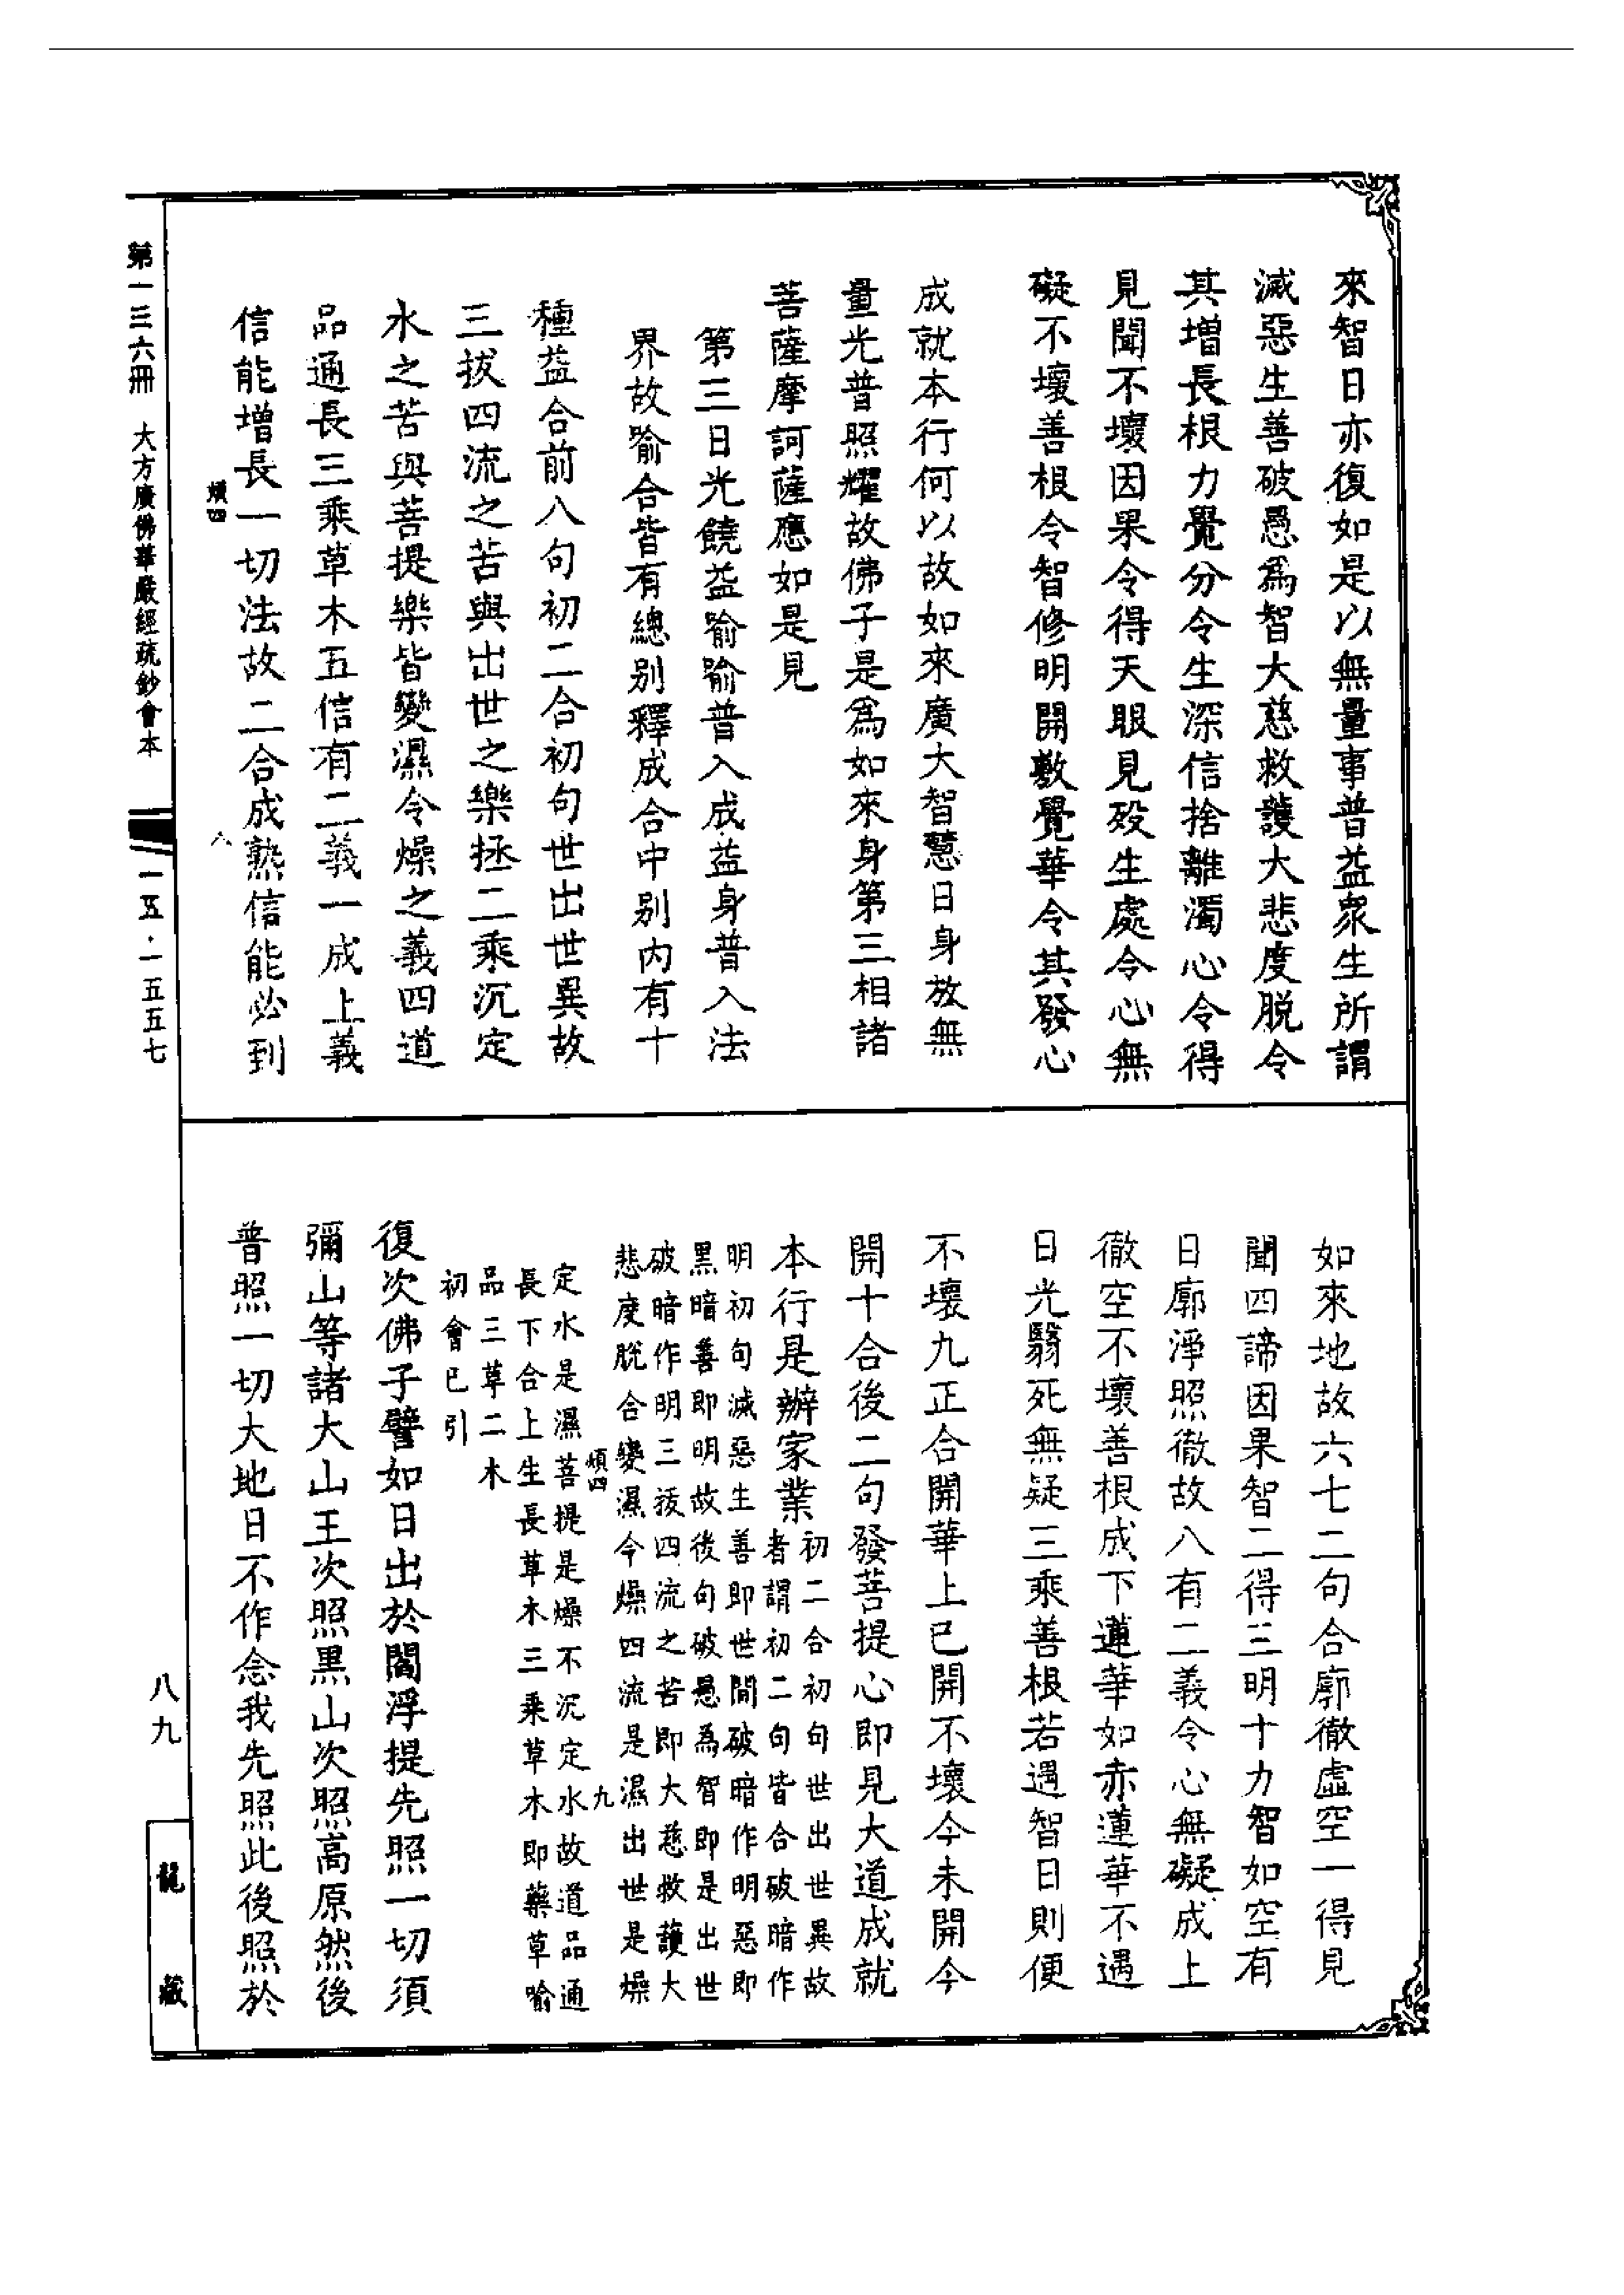 來智日亦復如是以無量事普益衆生所謂
滅惡生善破愚爲智大慈救護大悲度脫令
其增長根力覺分令生深信捨離濁心令得
見聞不壞因果令得天眼見殁生處令心無
礙不壞善根令智修明開敷覺華令其發心
成就本行何以故如來廣大智慧日身放無
量光普照耀故佛子是爲如來身第三相諸
菩薩摩訶薩應如是見
第三日光饒益喻喻普入成益身普入法
界故喻合皆有總别釋成合中别内有十
種益合前八句初二合初句世出世異故
三拔四流之苦與出世之樂拯二乘沉定
水之苦與菩提樂皆變濕令燥之義四道
品通長三乘草木五信有二義一成上義
信能增長一切法故二合成熟信能必到
煩四
八
第一三六冊 大方廣佛華嚴經疏鈔會本
一五·一五五七
如來地故六七二句合廓徹虛空一得見
聞四諦因果智二得三明十力智如空有
日廓淨照徹故八有二義令心無礙成上
徹空不壞善根成下蓮華如赤蓮華不遇
日光翳死無疑三乘善根若遇智日則便
不壞九正合開華上已開不壞今未開今
開十合後二句發菩提心即見大道成就
本行是辦家業
初二合初句世出世異故
者謂初二句皆合破暗作
明初句滅惡生善即世間破暗作明惡即
黑暗善即明故後句破愚爲智即是出世
破暗作明三拔四流之苦即大慈救護大
悲度脫合變濕今燥四流是濕出世是燥
煩四
九
定水是濕菩提是燥不沉定水故道品通
長下合上生長草木三乘草木即藥草喻
品三草二木
初會已引
復次佛子譬如日出於閻浮提先照一切須
彌山等諸大山王次照黑山次照高原然後
普照一切大地日不作念我先照此後照於
八九
龍藏